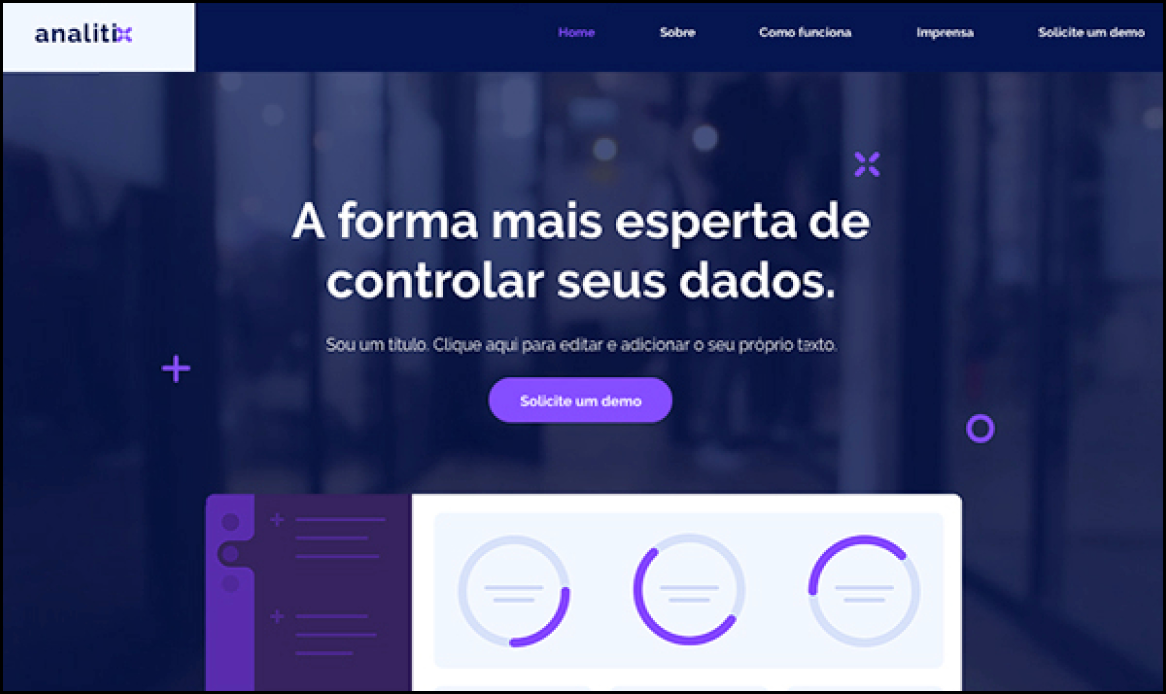 analitix
Home
Sobre
Como funciona
Imprensa
Solicite um demo
A forma mais esperta de
controlar seus dados.
Sou um título. Clique aqui para editar e adicionar o seu próprio texto.
Solicite um demo